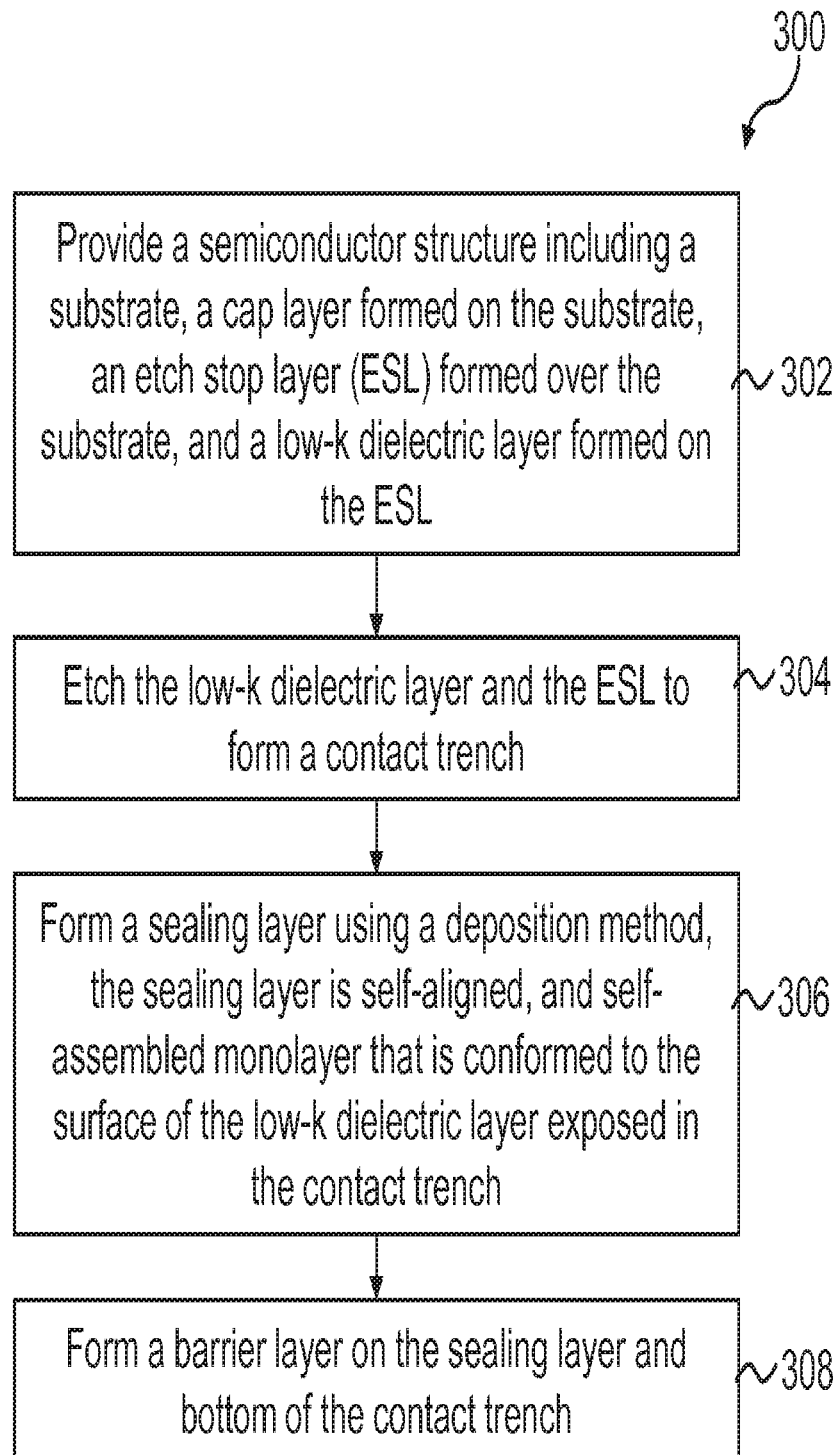 300
Provide a semiconductor structure including a
substrate, a cap layer formed on the substrate,
an etch stop layer (ESL) formed over the
substrate, and a low-k dielectric layer formed on
the ESL
302
Etch the low-k dielectric layer and the ESL to
form a contact trench
304
Form a sealing layer using a deposition method,
the sealing layer is self-aligned, and self-
assembled monolayer that is conformed to the
surface of the low-k dielectric layer exposed in
the contact trench
306
Form a barrier layer on the sealing layer and
bottom of the contact trench
308